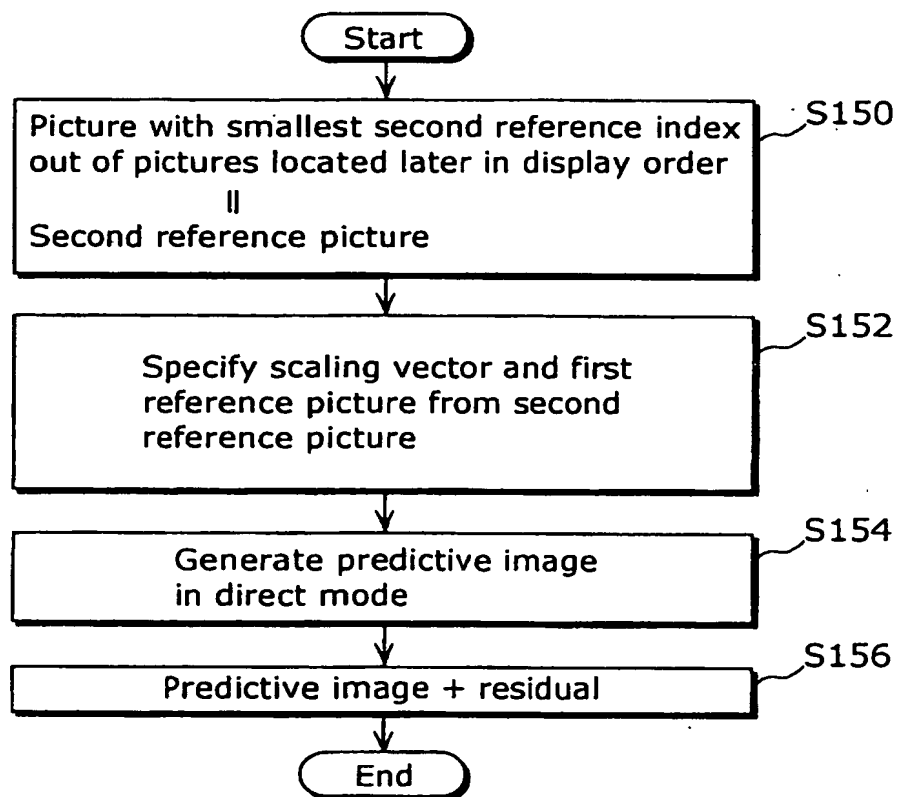 Start
Picture with smallest second reference index
out of pictures located later in display order
||
Second reference picture
S150
Specify scaling vector and first
reference picture from second
reference picture
S152
Generate predictive image
in direct mode
S154
Predictive image + residual
S156
End